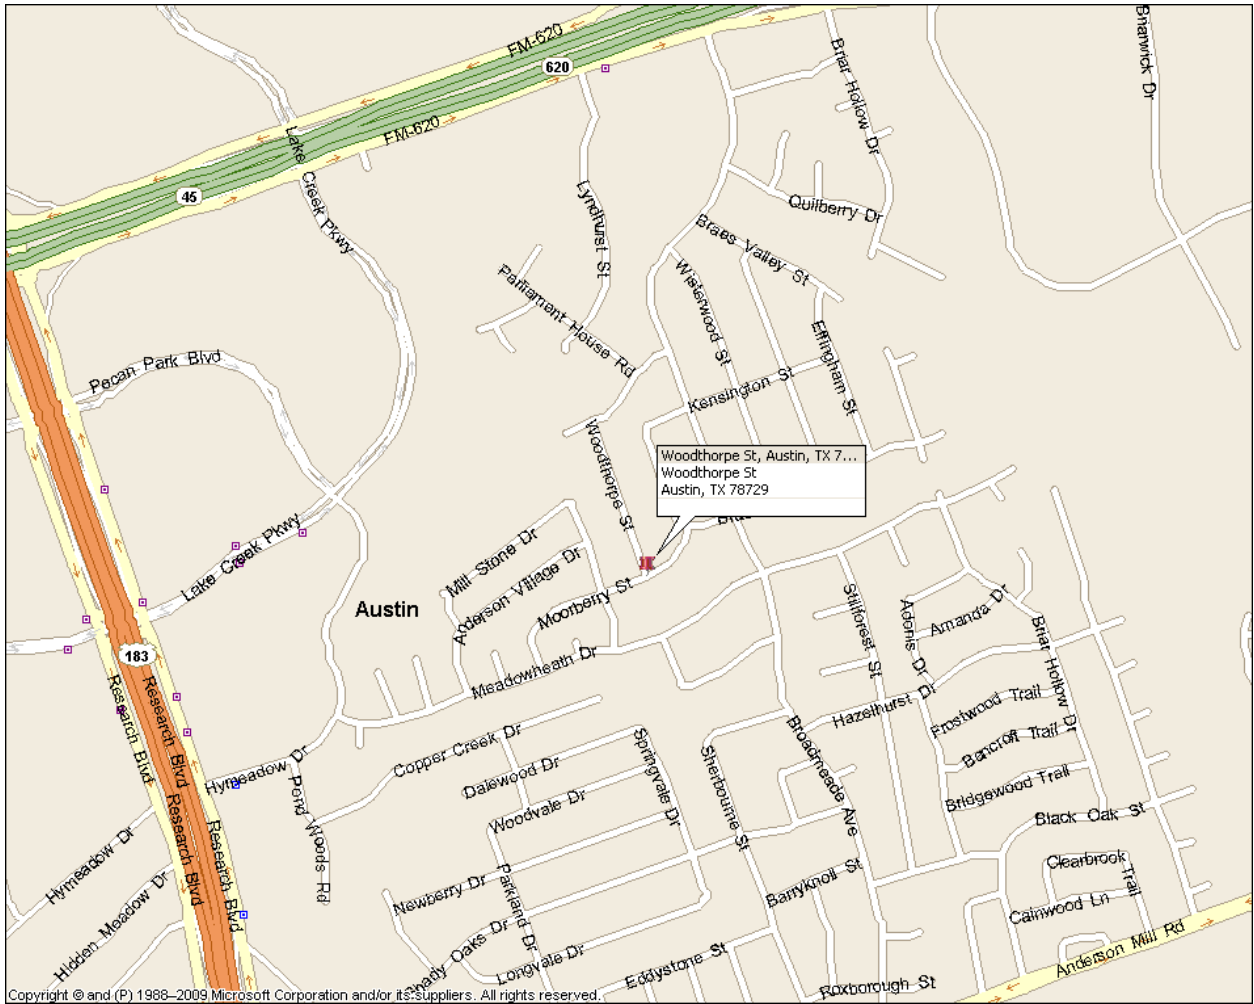 FM-620
620
Briar Hollow Dr
Briarwick Dr
FM-620
Lake Creek Pkwy
45
Lyndhurst St
Quilberry Dr
Braes Valley St
Wisterwood St
Parliament House Rd
Effingham St
Pecan Park Blvd
Kensington St
Woodthorpe St
Woodthorpe St, Austin, TX 7...
Woodthorpe St
Austin, TX 78729
Lake Creek Pkwy
Mill Stone Dr
Anderson Village Dr
Moorberry St
Austin
Stillforest St
Adonis Dr
Amanda Dr
Briar Hollow Dr
183
Meadowheath Dr
Research Blvd
Research Blvd
Hazelhurst Dr
Frostwood Trail
Bancroft Trail
Bridgewood Trail
Broadmeade Ave
Sherbourne St
Springvale Dr
Copper Creek Dr
Hymeadow Dr
Pond Woods Rd
Dalewood Dr
Woodvale Dr
Black Oak St
Research Blvd
Research Blvd
Hymeadow Dr
Hidden Meadow Dr
Newberry Dr
Parkland Dr
Barryknoll St
Clearbrook Trail
Cainwood Ln
Oaks Dr
Longvale Dr
Eddystone St
Roxborough St
Anderson Mill Rd
Copyright © and (P) 1988–2009 Microsoft Corporation and/or its suppliers. All rights reserved.